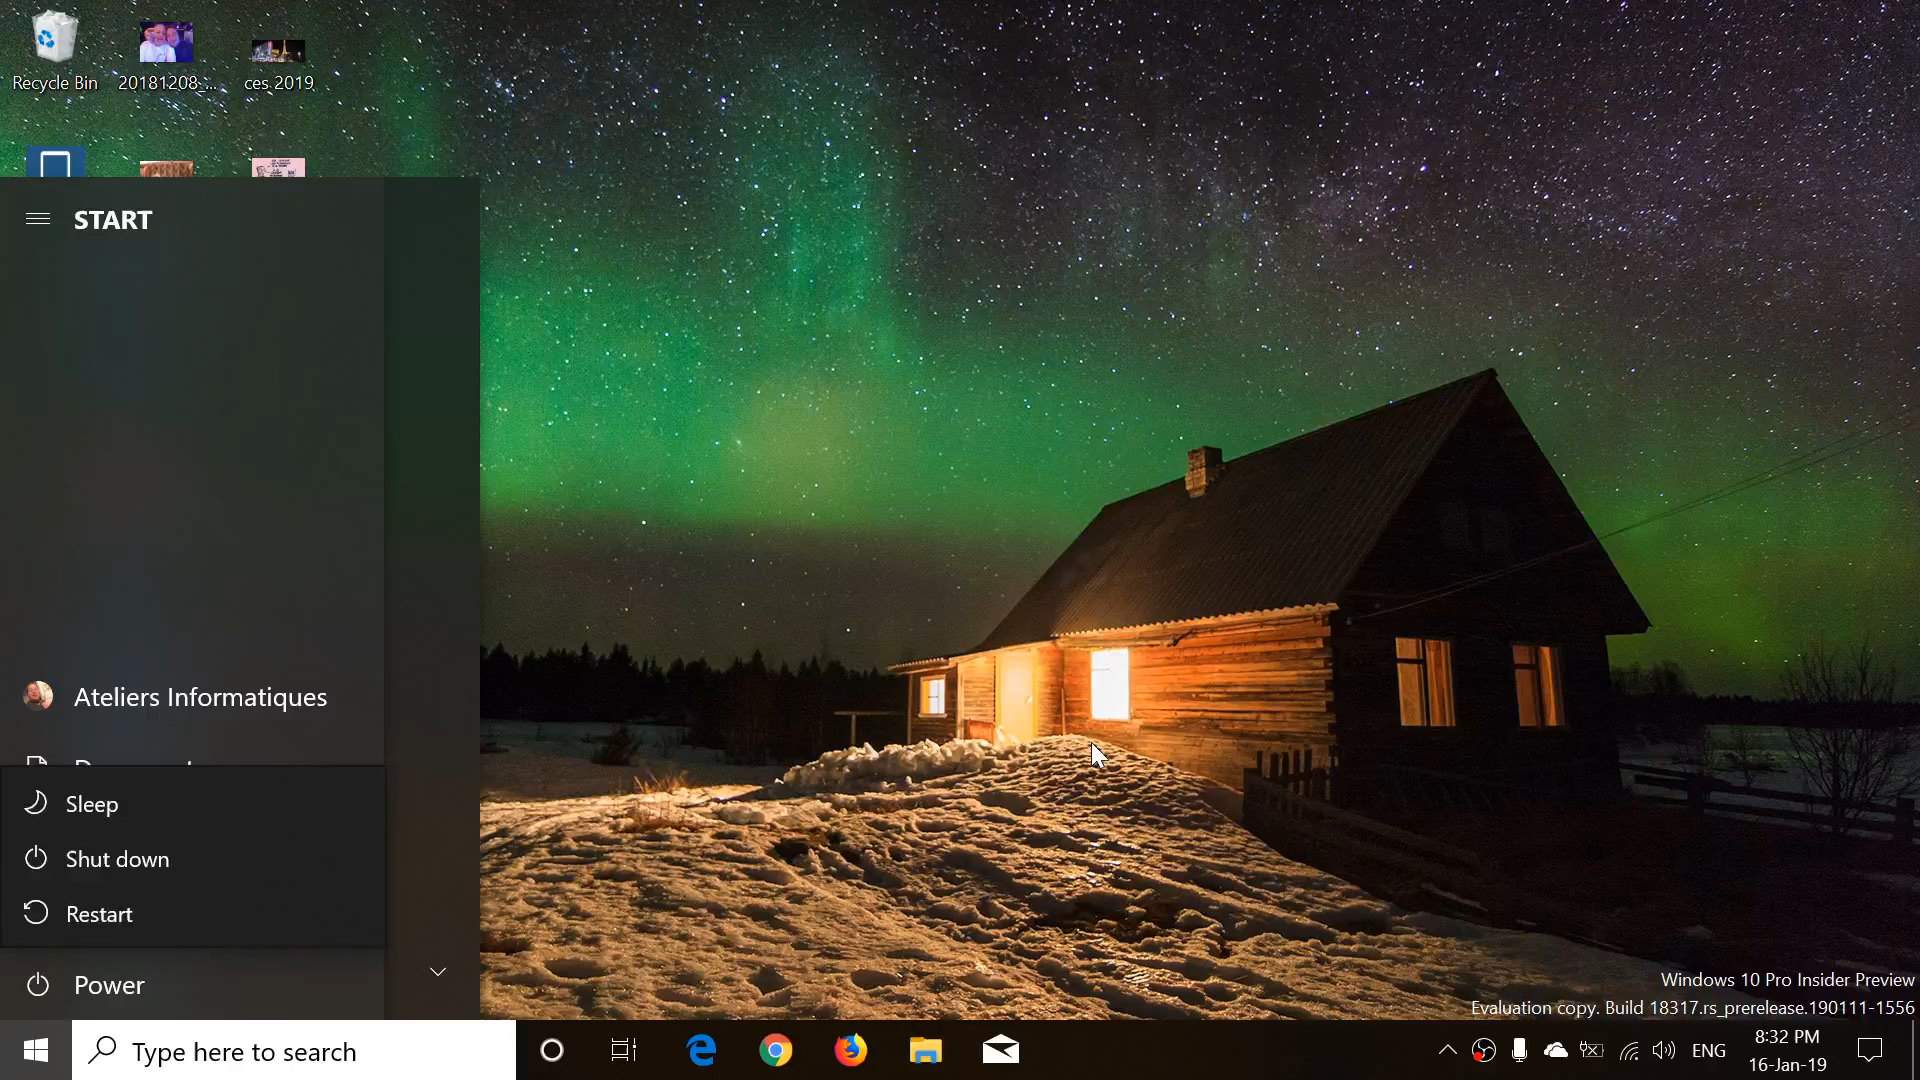 Recycle Bin
20181208_...
ces 2019
START
Ateliers Informatiques
Sleep
Shut down
Restart
Power
Windows 10 Pro Insider Preview
Evaluation copy. Build 18317.rs_prerelease.190111-1556
Type here to search
ENG
8:32 PM
16-Jan-19